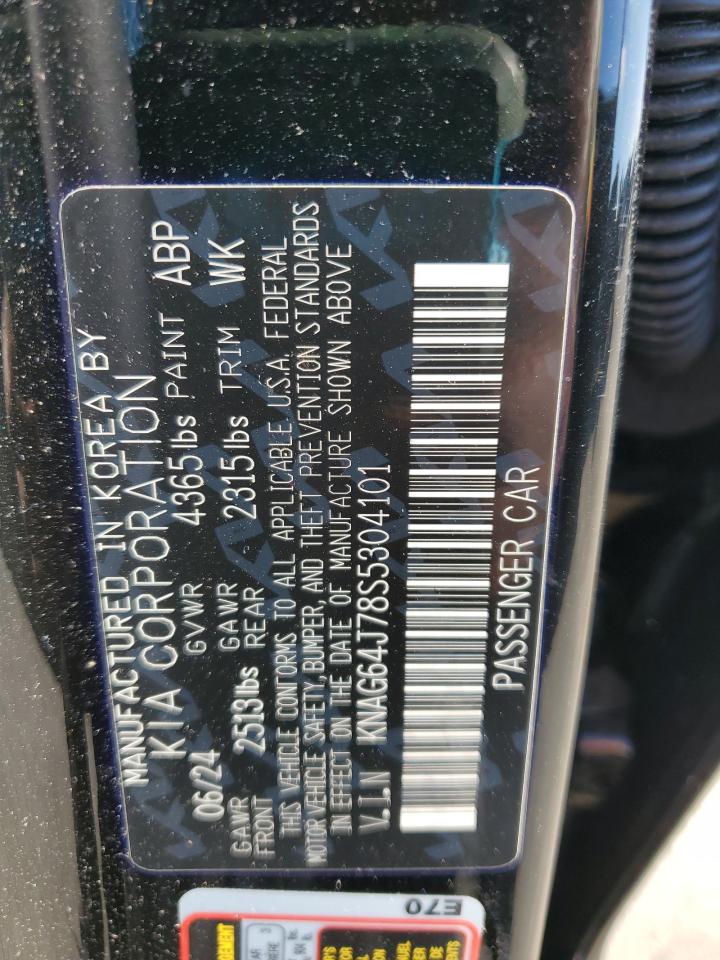 MANUFACTURED IN KOREA BY
KIA CORPORATION
06/24 GVWR 4365lbs PAINT ABP
GAWR FRONT 2513lbs GAWR REAR 2315lbs TRIM WK
THIS VEHICLE CONFORMS TO ALL APPLICABLE U.S.A. FEDERAL
MOTOR VEHICLE SAFETY, BUMPER, AND THEFT PREVENTION STANDARDS
IN EFFECT ON THE DATE OF MANUFACTURE SHOWN ABOVE
V.I.N KNAG64J78S5304101
PASSENGER CAR
E70